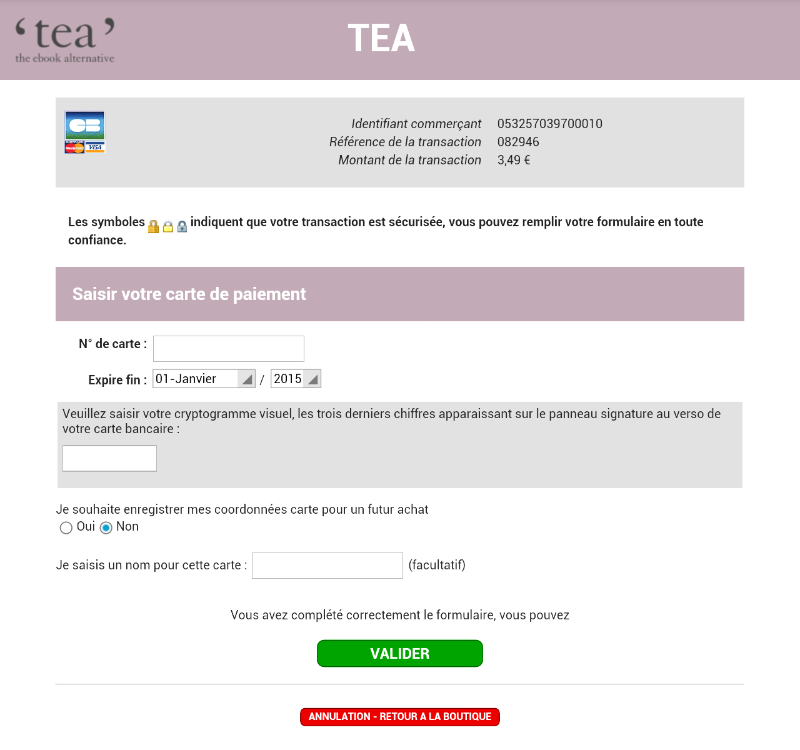 ‘tea’
the ebook alternative
TEA
CB
MasterCard VISA
Identifiant commerçant 053257039700010
Référence de la transaction 082946
Montant de la transaction 3,49 €
Les symboles indiquent que votre transaction est sécurisée, vous pouvez remplir votre formulaire en toute
confiance.
Saisir votre carte de paiement
N° de carte :
Expire fin : 01-Janvier / 2015
Veuillez saisir votre cryptogramme visuel, les trois derniers chiffres apparaissant sur le panneau signature au verso de
votre carte bancaire :
Je souhaite enregistrer mes coordonnées carte pour un futur achat
Oui Non
Je saisis un nom pour cette carte : (facultatif)
Vous avez complété correctement le formulaire, vous pouvez
VALIDER
ANNULATION - RETOUR A LA BOUTIQUE